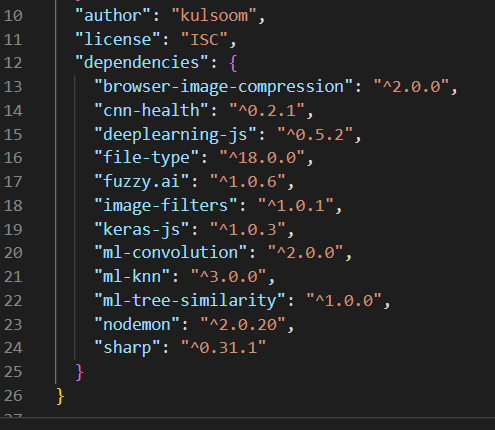 10 "author": "kulsoom",
11 "license": "ISC",
12 "dependencies": {
13 "browser-image-compression": "^2.0.0",
14 "cnn-health": "^0.2.1",
15 "deeplearning-js": "^0.5.2",
16 "file-type": "^18.0.0",
17 "fuzzy.ai": "^1.0.6",
18 "image-filters": "^1.0.1",
19 "keras-js": "^1.0.3",
20 "ml-convolution": "^2.0.0",
21 "ml-knn": "^3.0.0",
22 "ml-tree-similarity": "^1.0.0",
23 "nodemon": "^2.0.20",
24 "sharp": "^0.31.1"
25 }
26 }
27